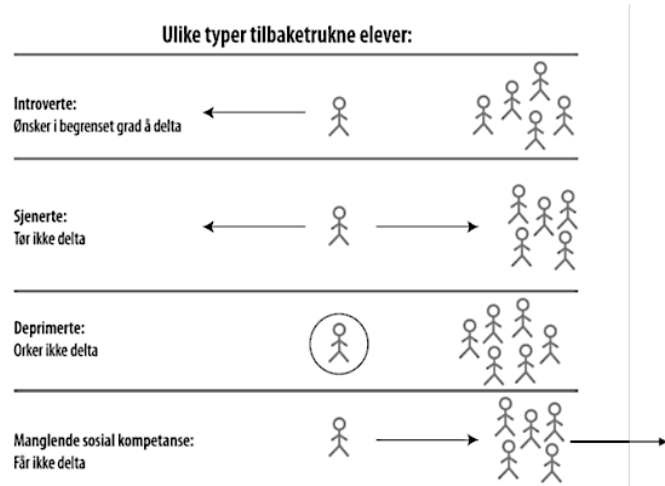 Ulike typer tilbaketrukne elever:
Introverte:
Ønsker i begrenset grad å delta
Sjenerte:
Tør ikke delta
Deprimerte:
Orker ikke delta
Manglende sosial kompetanse:
Får ikke delta